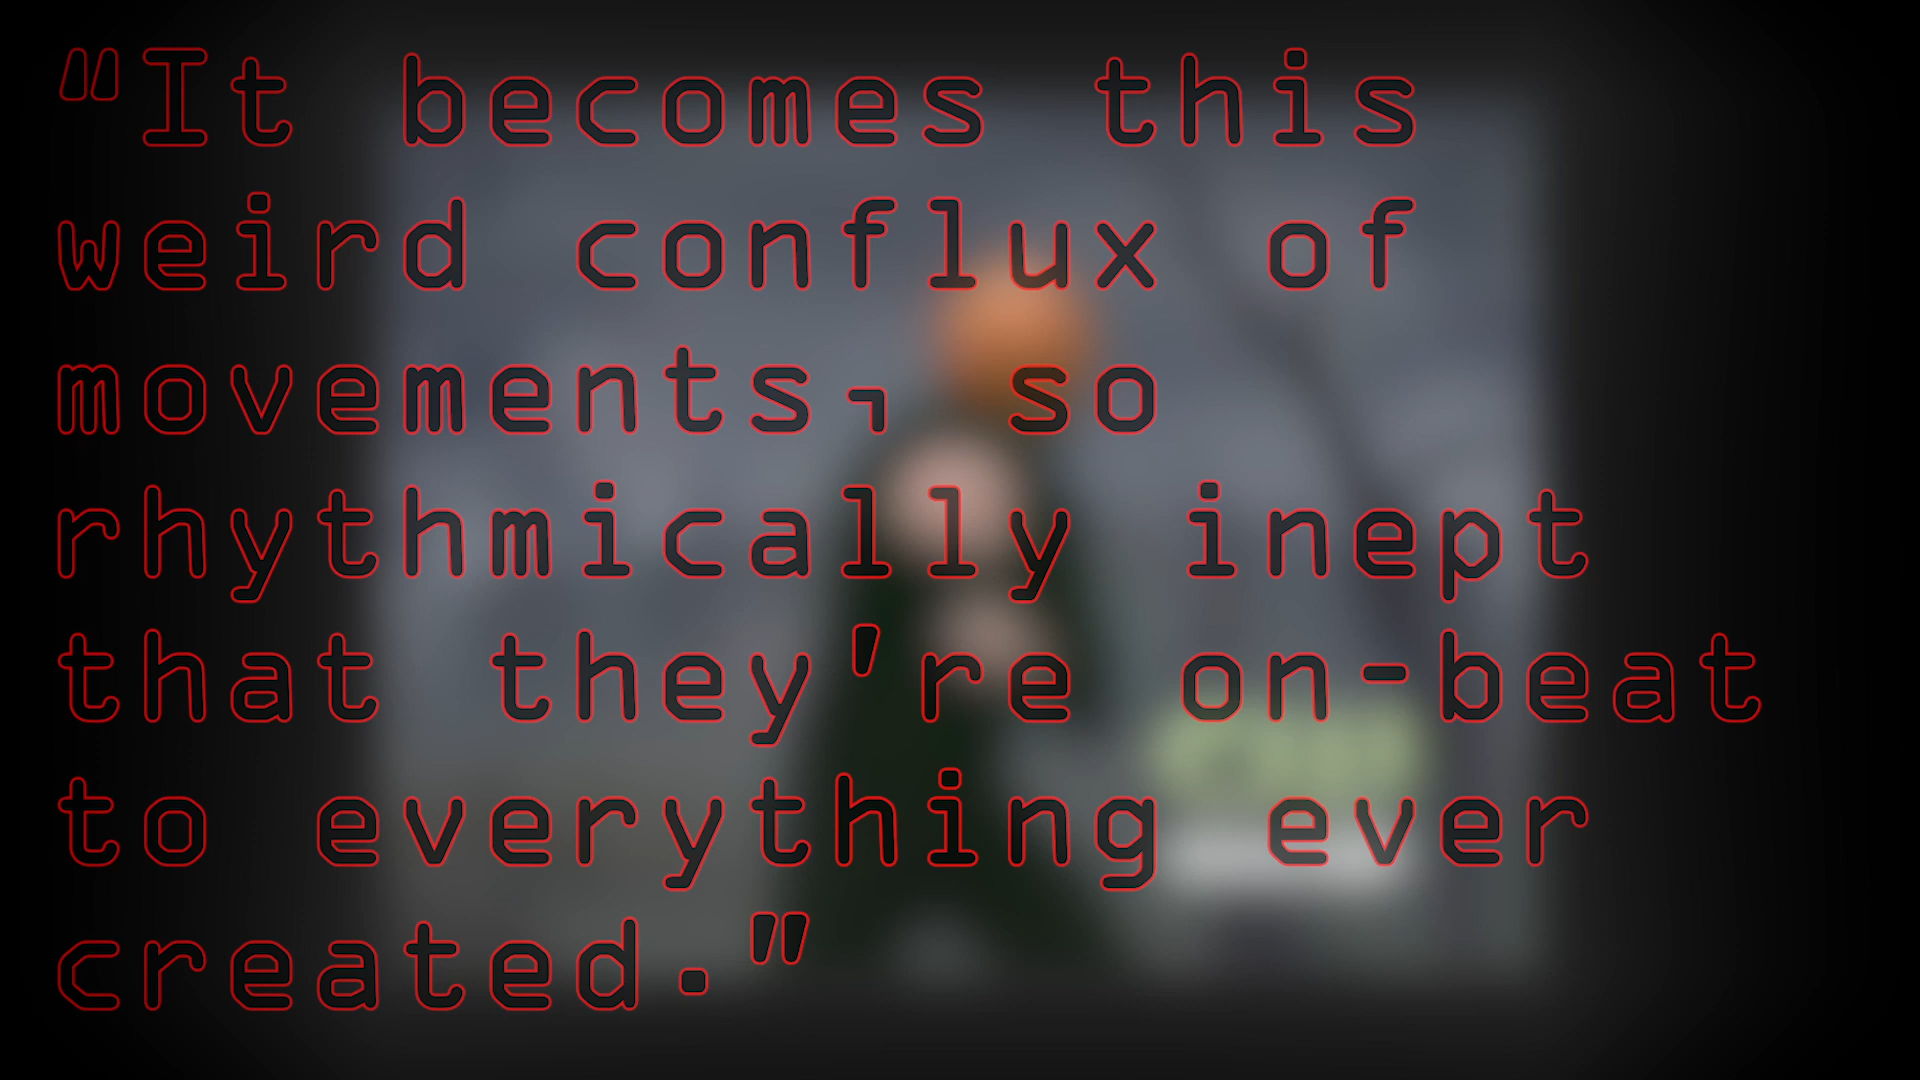 "It becomes this
weird conflux of
movements, so
rhythmically inept
that they're on-beat
to everything ever
created."